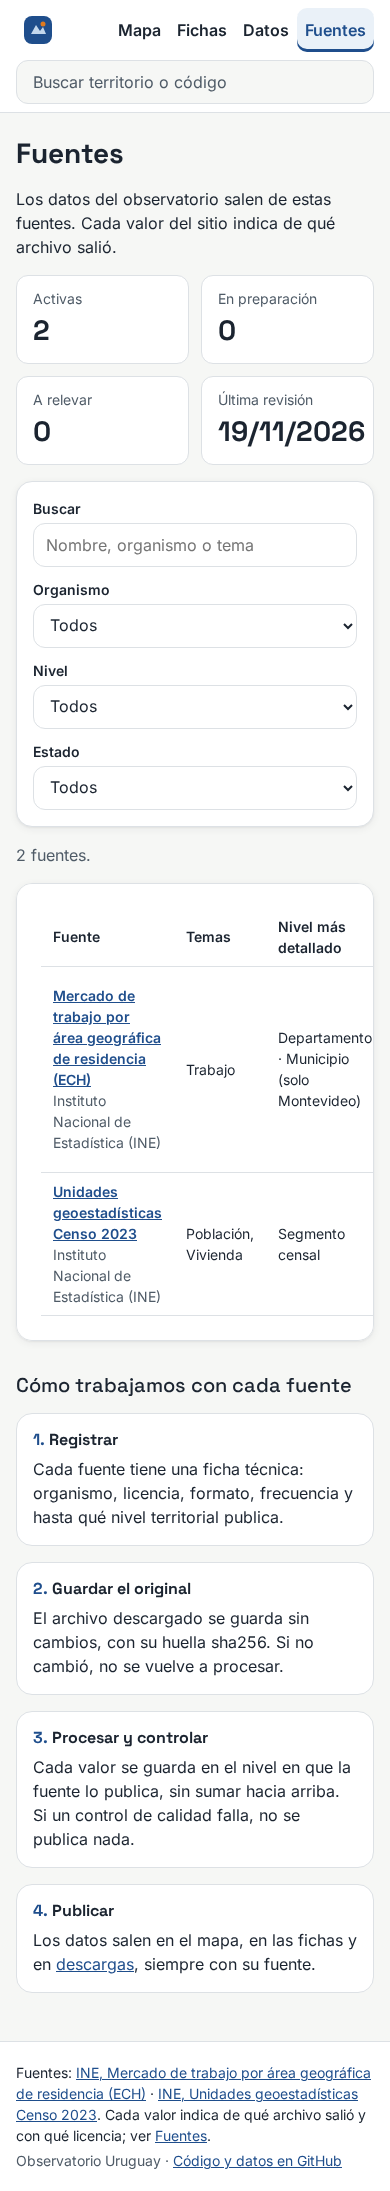 Mapa Fichas Datos Fuentes
Buscar territorio o código
Fuentes
Los datos del observatorio salen de estas
fuentes. Cada valor del sitio indica de qué
archivo salió.
Activas
2
En preparación
0
A relevar
0
Última revisión
19/11/2026
Buscar
Nombre, organismo o tema
Organismo
Todos
Nivel
Todos
Estado
Todos
2 fuentes.
Fuente
Temas
Nivel más
detallado
Mercado de
trabajo por
área geográfica
de residencia
(ECH)
Instituto
Nacional de
Estadística (INE)
Trabajo
Departamento
· Municipio
(solo
Montevideo)
Unidades
geoestadísticas
Censo 2023
Instituto
Nacional de
Estadística (INE)
Población,
Vivienda
Segmento
censal
Cómo trabajamos con cada fuente
1. Registrar
Cada fuente tiene una ficha técnica:
organismo, licencia, formato, frecuencia y
hasta qué nivel territorial publica.
2. Guardar el original
El archivo descargado se guarda sin
cambios, con su huella sha256. Si no
cambió, no se vuelve a procesar.
3. Procesar y controlar
Cada valor se guarda en el nivel en que la
fuente lo publica, sin sumar hacia arriba.
Si un control de calidad falla, no se
publica nada.
4. Publicar
Los datos salen en el mapa, en las fichas y
en descargas, siempre con su fuente.
Fuentes: INE, Mercado de trabajo por área geográfica
de residencia (ECH) · INE, Unidades geoestadísticas
Censo 2023. Cada valor indica de qué archivo salió y
con qué licencia; ver Fuentes.
Observatorio Uruguay · Código y datos en GitHub